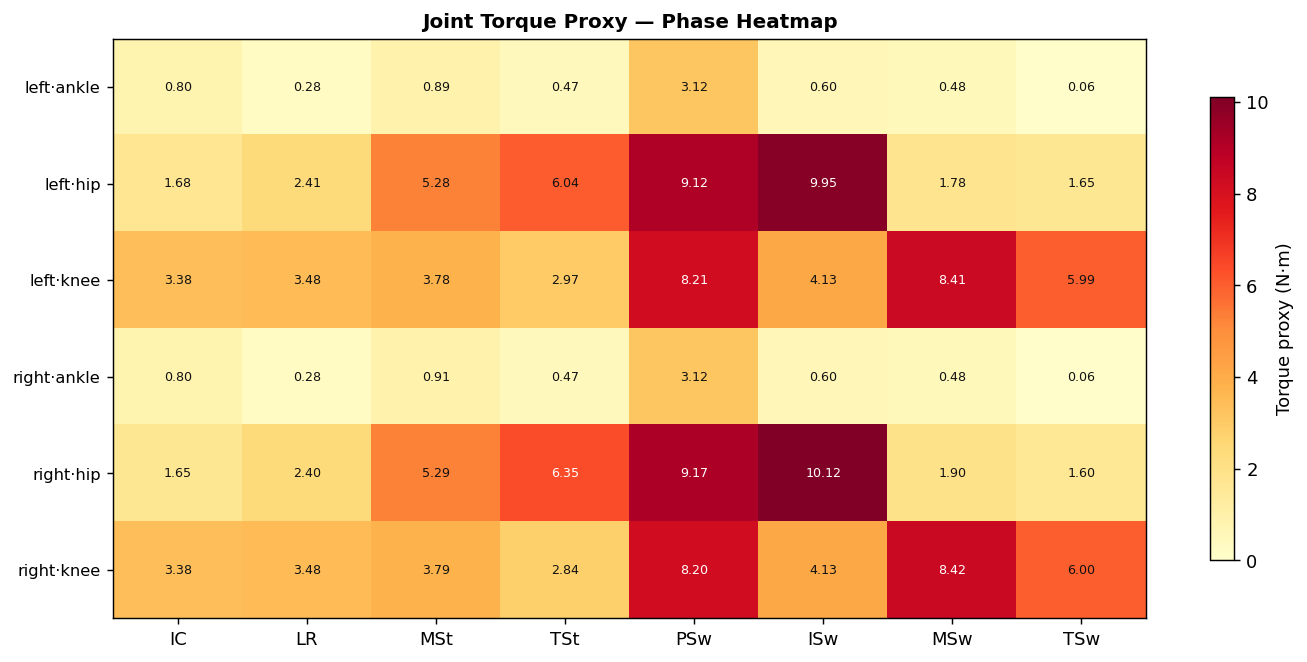 Joint Torque Proxy — Phase Heatmap
left·ankle 0.80 0.28 0.89 0.47 3.12 0.60 0.48 0.06
left·hip 1.68 2.41 5.28 6.04 9.12 9.95 1.78 1.65
left·knee 3.38 3.48 3.78 2.97 8.21 4.13 8.41 5.99
right·ankle 0.80 0.28 0.91 0.47 3.12 0.60 0.48 0.06
right·hip 1.65 2.40 5.29 6.35 9.17 10.12 1.90 1.60
right·knee 3.38 3.48 3.79 2.84 8.20 4.13 8.42 6.00
IC LR MSt TSt PSw ISw MSw TSw
10
8
6
4
2
0
Torque proxy (N·m)